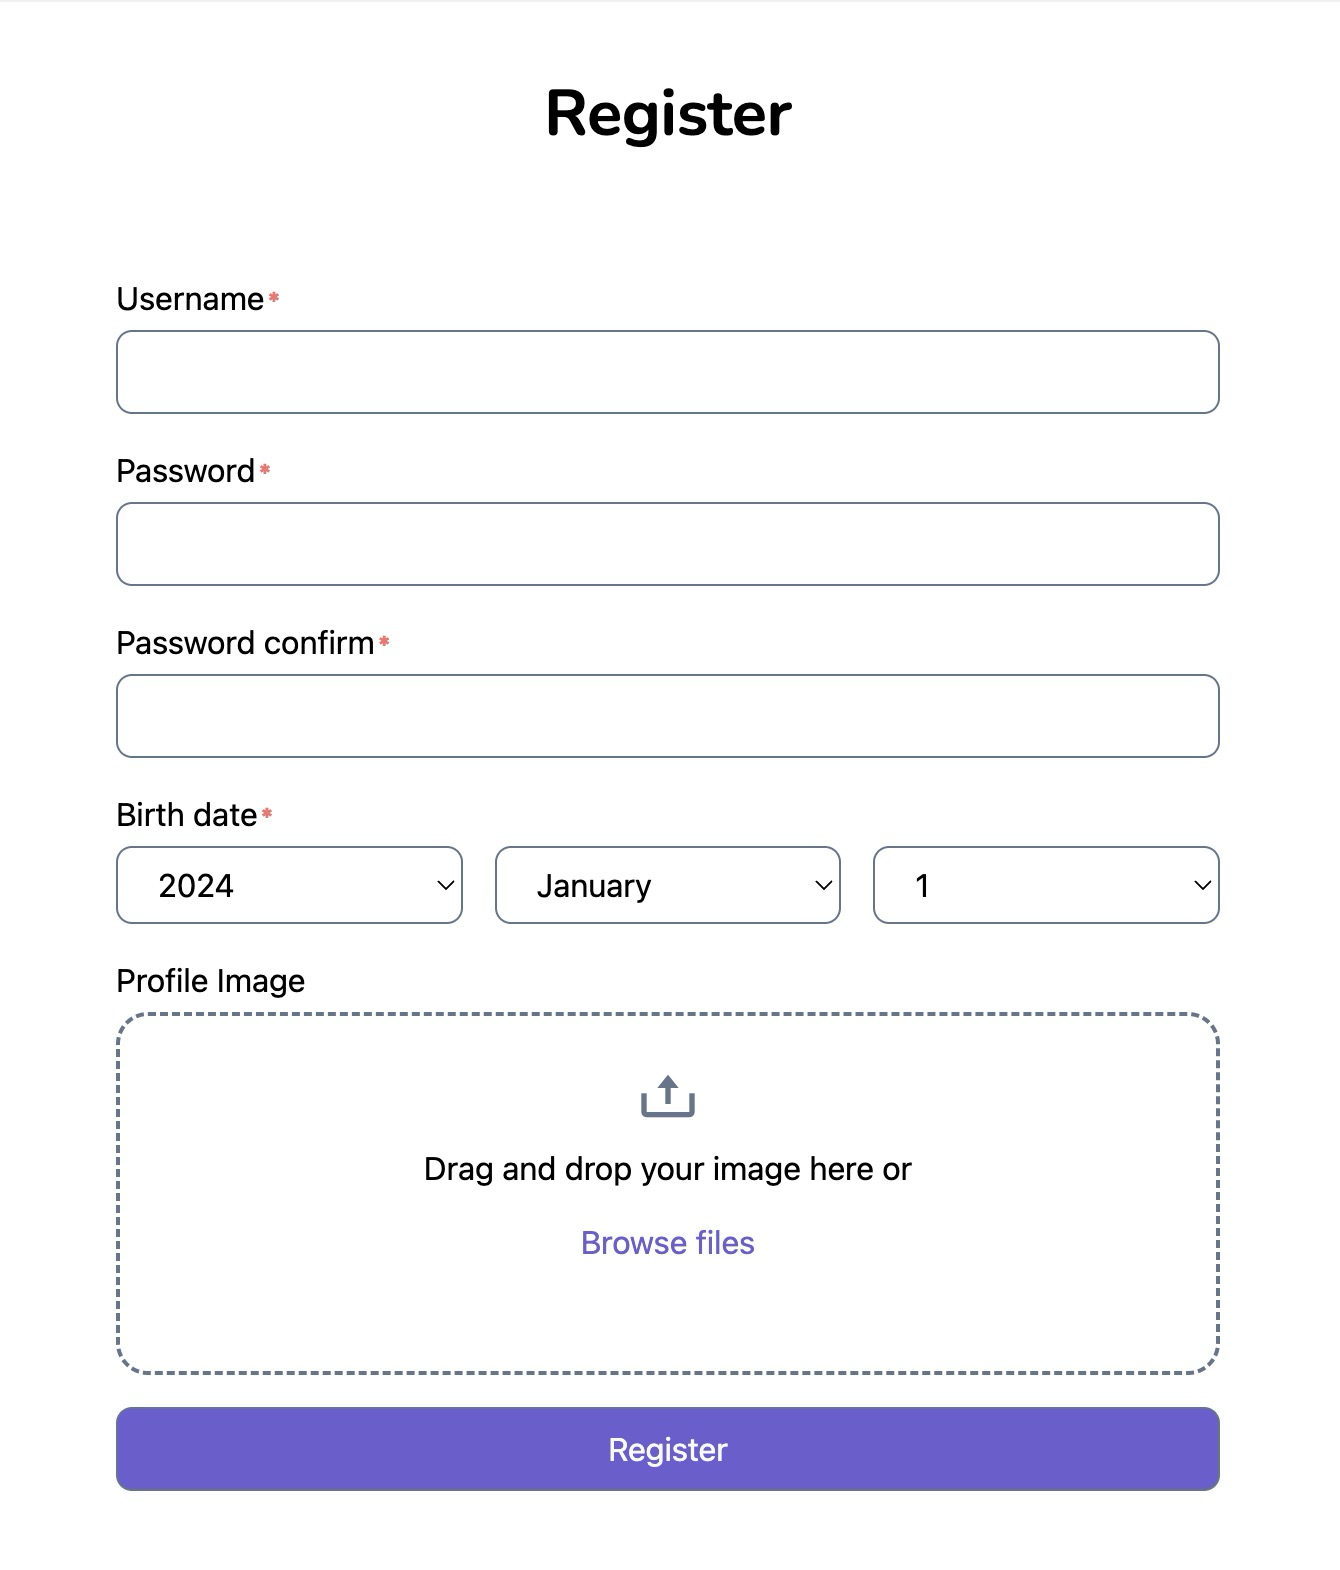 Register
Username*
Password*
Password confirm*
Birth date*
2024 January 1
Profile Image
Drag and drop your image here or
Browse files
Register